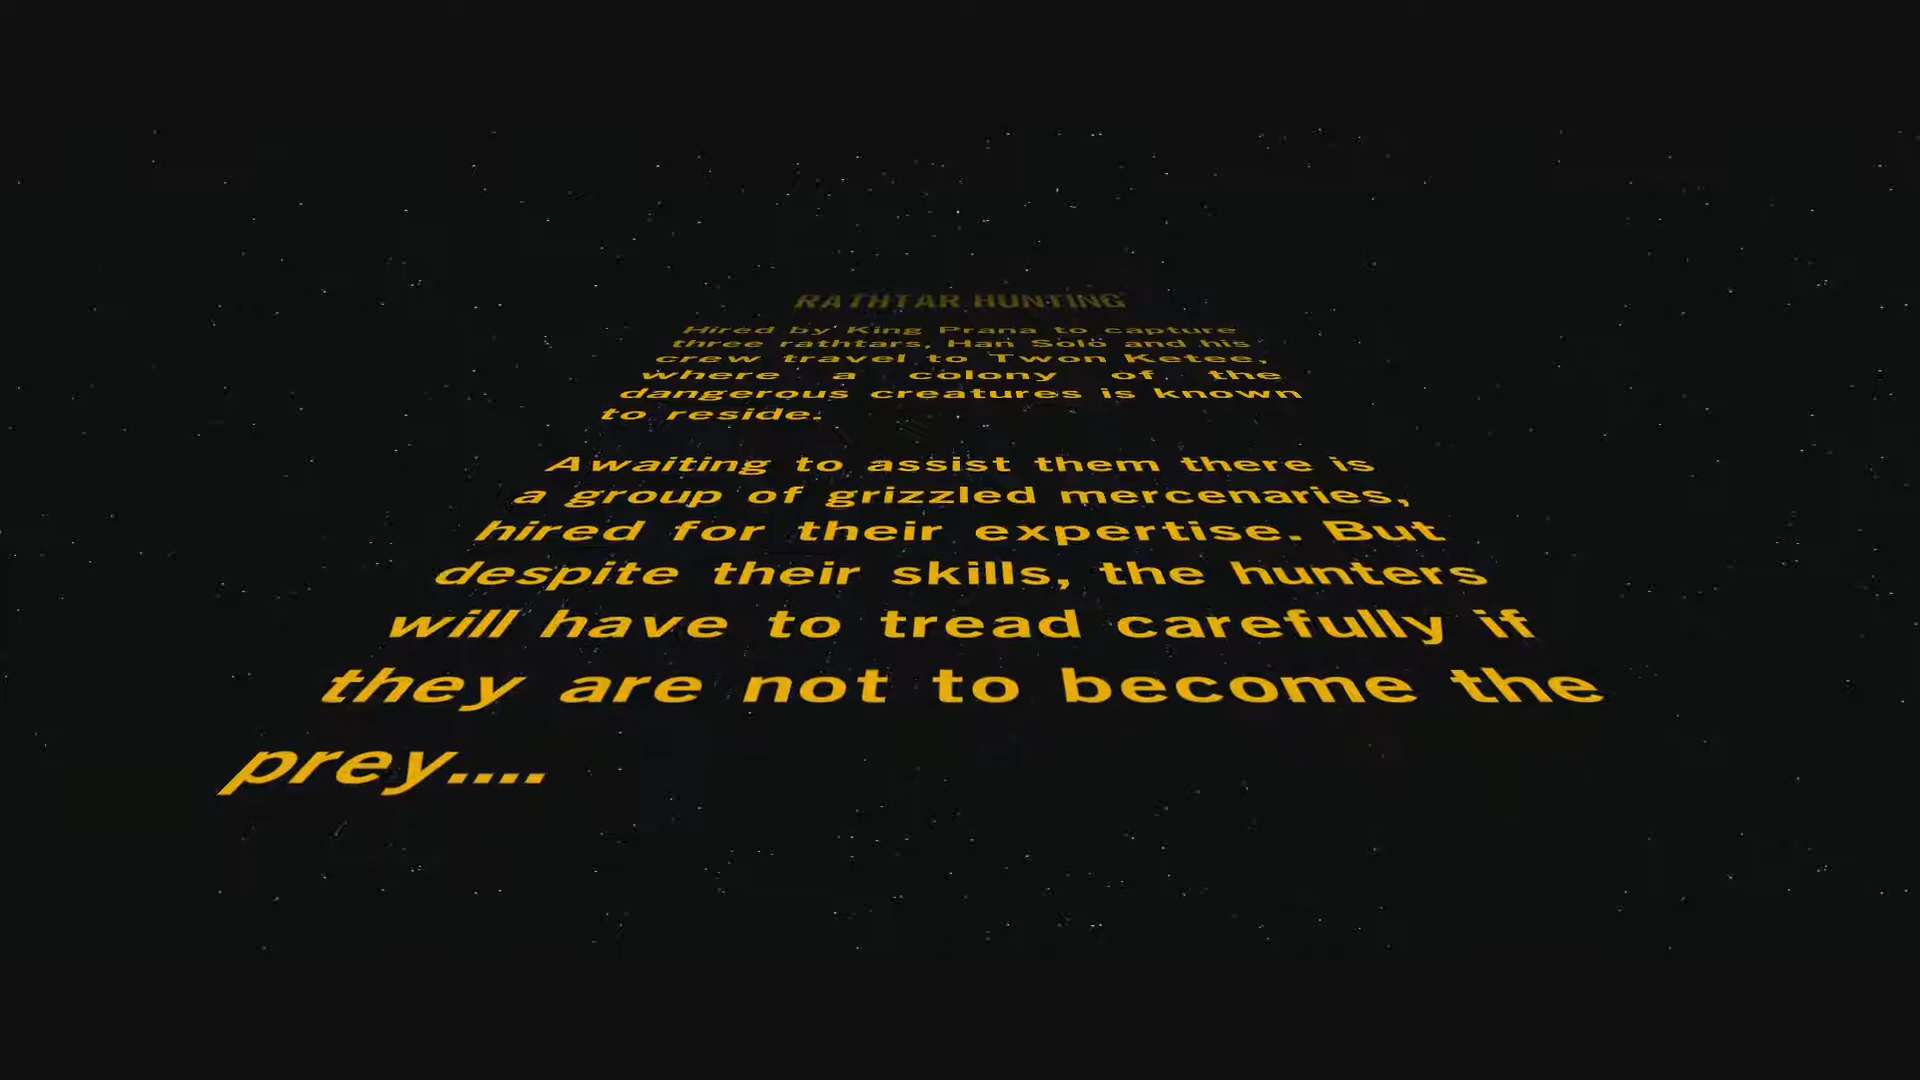 RATHTAR HUNTING
Hired by King Prana to capture
three rathtars, Han Solo and his
crew travel to Twon Ketee,
where a colony of the
dangerous creatures is known
to reside.
Awaiting to assist them there is
a group of grizzled mercenaries,
hired for their expertise. But
despite their skills, the hunters
will have to tread carefully if
they are not to become the
prey....